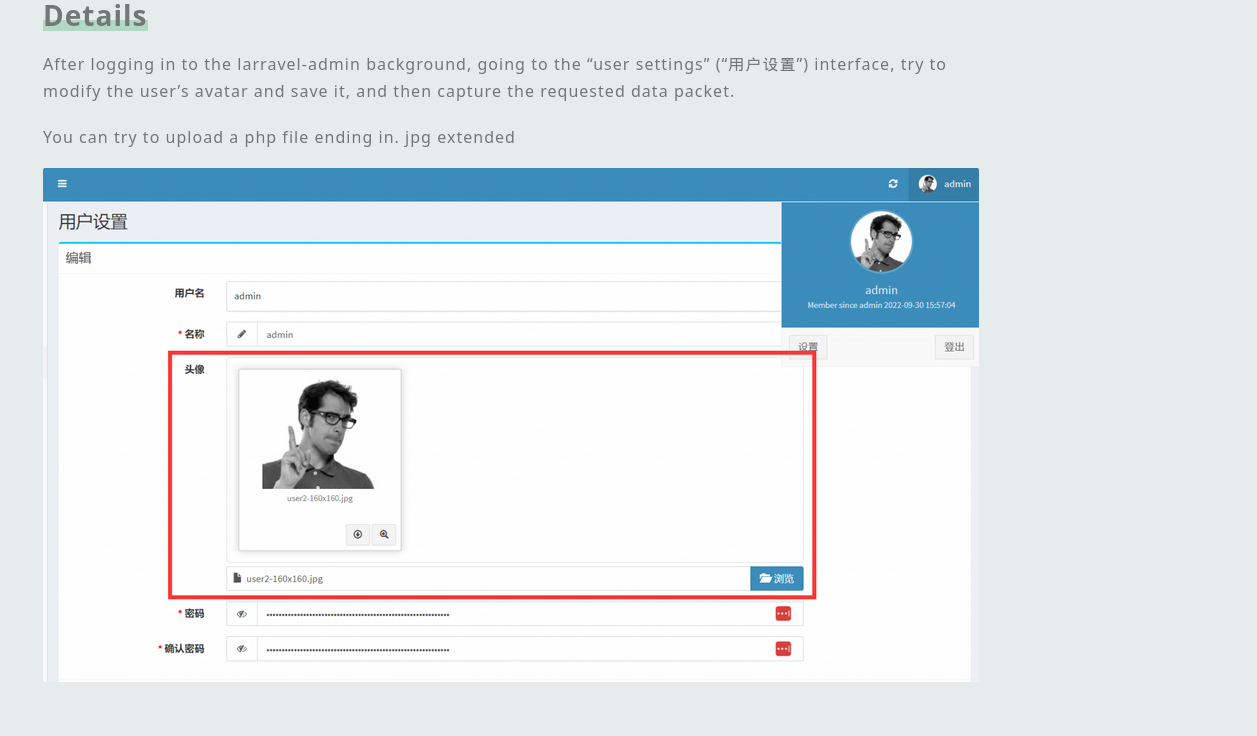 Details
After logging in to the larravel-admin background, going to the “user settings” (“用户设置”) interface, try to
modify the user’s avatar and save it, and then capture the requested data packet.
You can try to upload a php file ending in. jpg extended
admin
用户设置
编辑
admin
Member since admin 2022-09-30 15:57:04
设置
登出
用户名
admin
* 名称
admin
头像
user2-160x160.jpg
user2-160x160.jpg
浏览
* 密码
* 确认密码